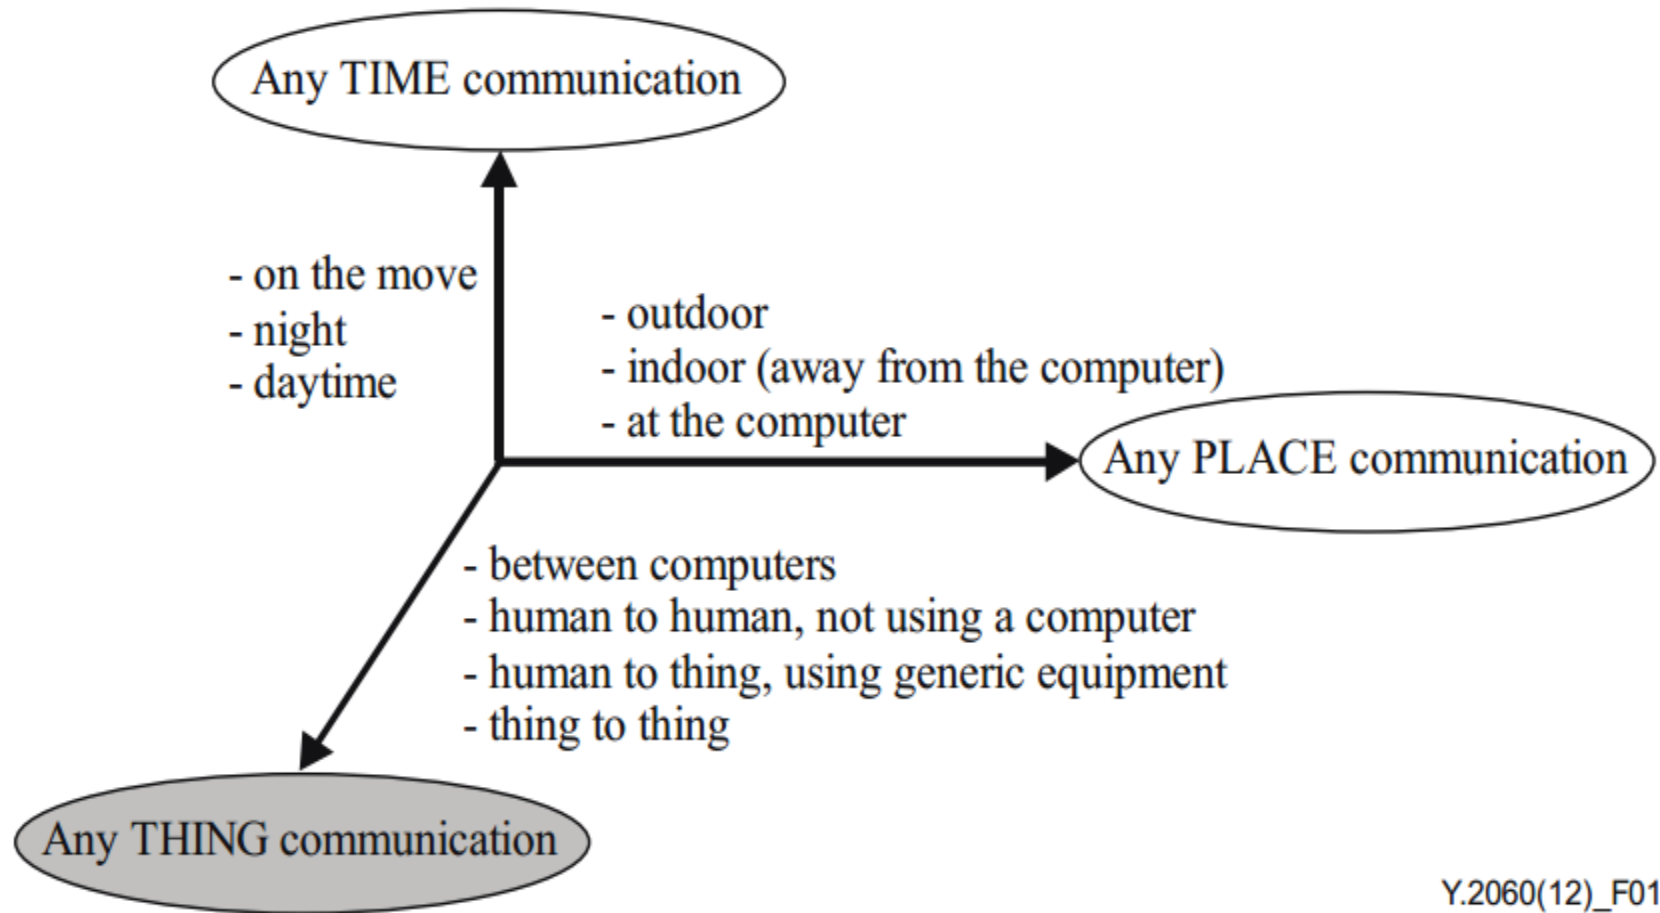 Any TIME communication
- on the move
- night
- daytime
- outdoor
- indoor (away from the computer)
- at the computer
Any PLACE communication
- between computers
- human to human, not using a computer
- human to thing, using generic equipment
- thing to thing
Any THING communication
Y.2060(12)_F01